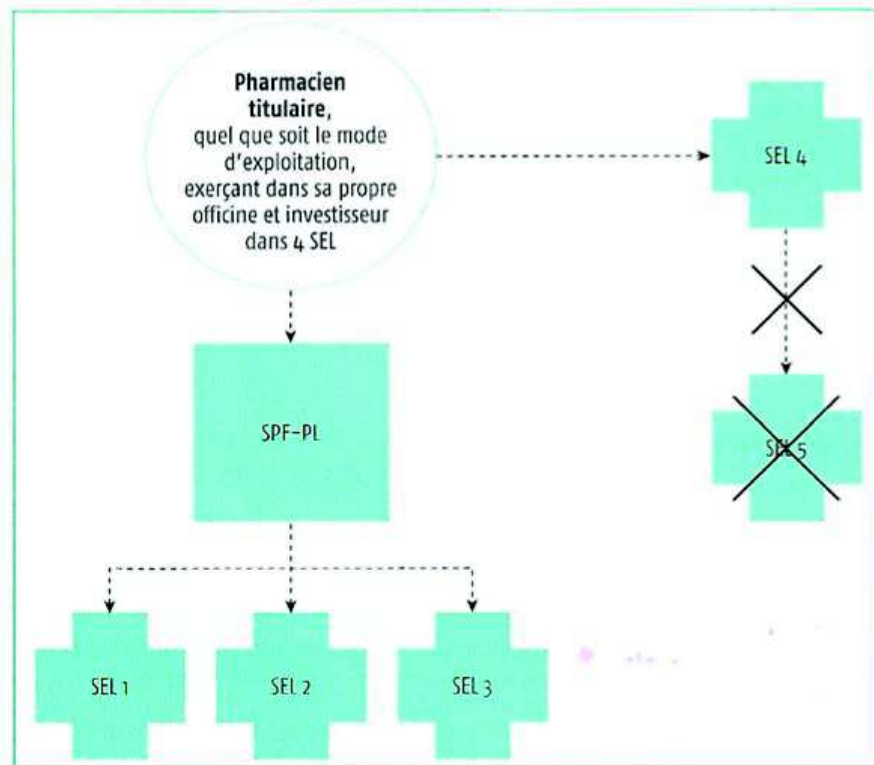 Pharmacien
titulaire,
quel que soit le mode
d'exploitation,
exerçant dans sa propre
officine et investisseur
dans 4 SEL
SEL 4
SEL 5
SPF-PL
SEL 1
SEL 2
SEL 3